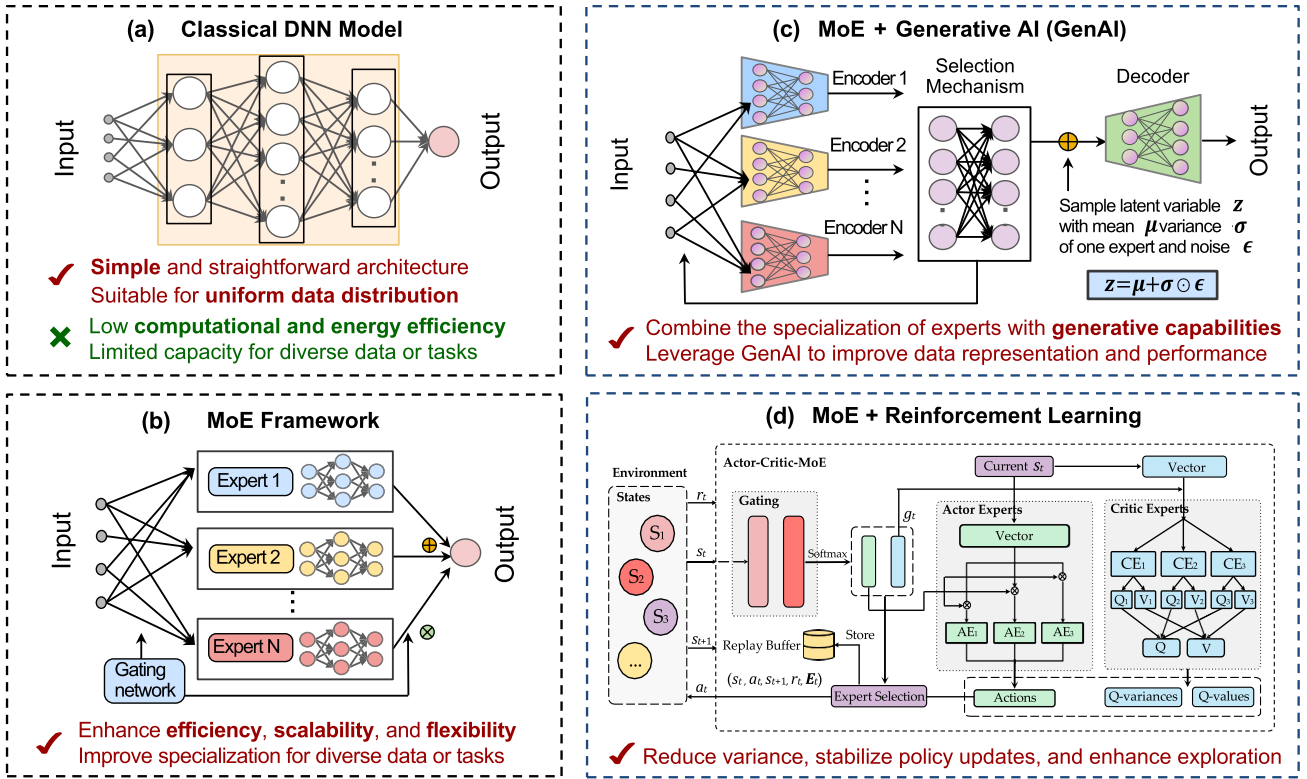 (a) Classical DNN Model
Input
Output
Simple and straightforward architecture
Suitable for uniform data distribution
Low computational and energy efficiency
Limited capacity for diverse data or tasks
(b) MoE Framework
Input
Expert 1
Expert 2
Expert N
Gating
network
Output
Enhance efficiency, scalability, and flexibility
Improve specialization for diverse data or tasks
(c) MoE + Generative AI (GenAI)
Input
Encoder 1
Encoder 2
Encoder N
Selection
Mechanism
Decoder
Output
Sample latent variable z
with mean μ variance σ
of one expert and noise ϵ
z=μ+σ⊙ϵ
Combine the specialization of experts with generative capabilities
Leverage GenAI to improve data representation and performance
(d) MoE + Reinforcement Learning
Environment
States
S1
S2
S3
...
rt
st
st+1
at
Actor-Critic-MoE
Gating
Softmax
gt
Current st
Vector
Actor Experts
Vector
AE1 AE2 AE3
Critic Experts
CE1 CE2 CE3
Q1 V1 Q2 V2 Q3 V3
Q V
Replay Buffer
Store
(st, at, st+1, rt, Et)
Expert Selection
Actions
Q-variances
Q-values
Reduce variance, stabilize policy updates, and enhance exploration